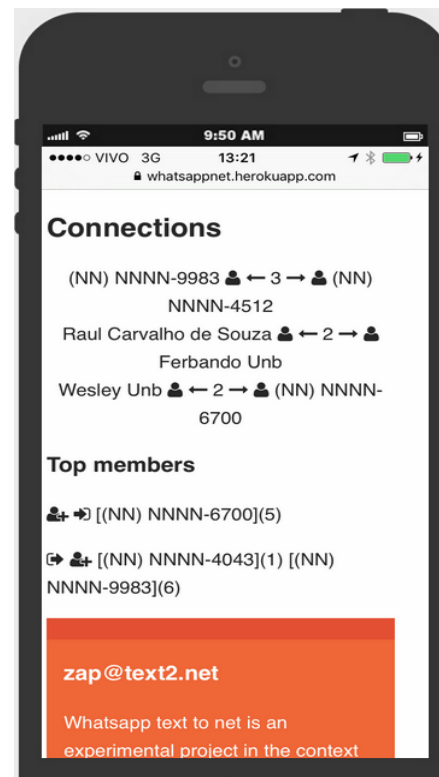 9:50 AM
VIVO 3G 13:21
whatsappnet.herokuapp.com
Connections
(NN) NNNN-9983 ← 3 → (NN)
NNNN-4512
Raul Carvalho de Souza ← 2 →
Ferbando Unb
Wesley Unb ← 2 → (NN) NNNN-
6700
Top members
[(NN) NNNN-6700](5)
[(NN) NNNN-4043](1) [(NN)
NNNN-9983](6)
zap@text2.net
Whatsapp text to net is an
experimental project in the context